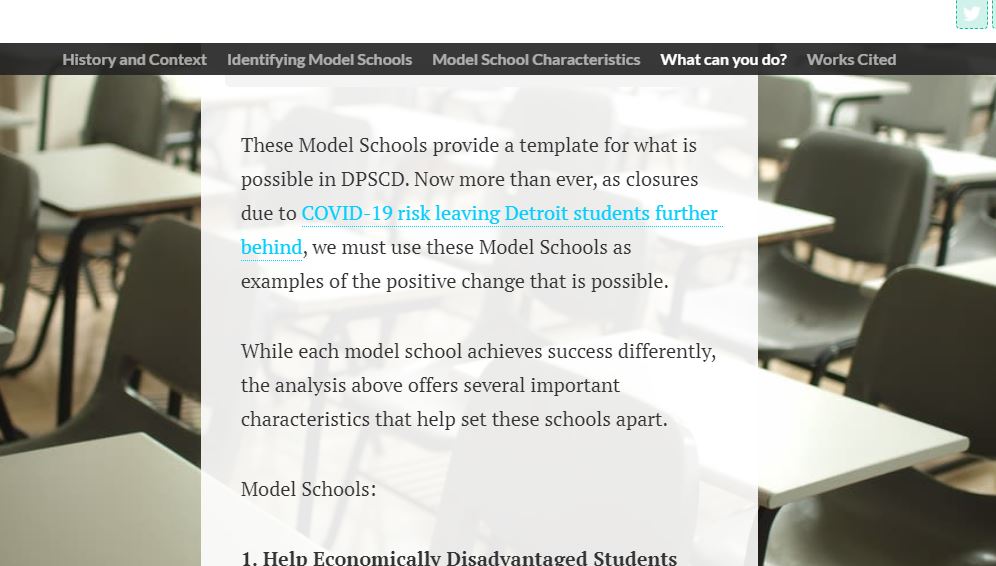 History and Context Identifying Model Schools Model School Characteristics What can you do? Works Cited
These Model Schools provide a template for what is
possible in DPSCD. Now more than ever, as closures
due to COVID-19 risk leaving Detroit students further
behind, we must use these Model Schools as
examples of the positive change that is possible.
While each model school achieves success differently,
the analysis above offers several important
characteristics that help set these schools apart.
Model Schools:
1. Help Economically Disadvantaged Students